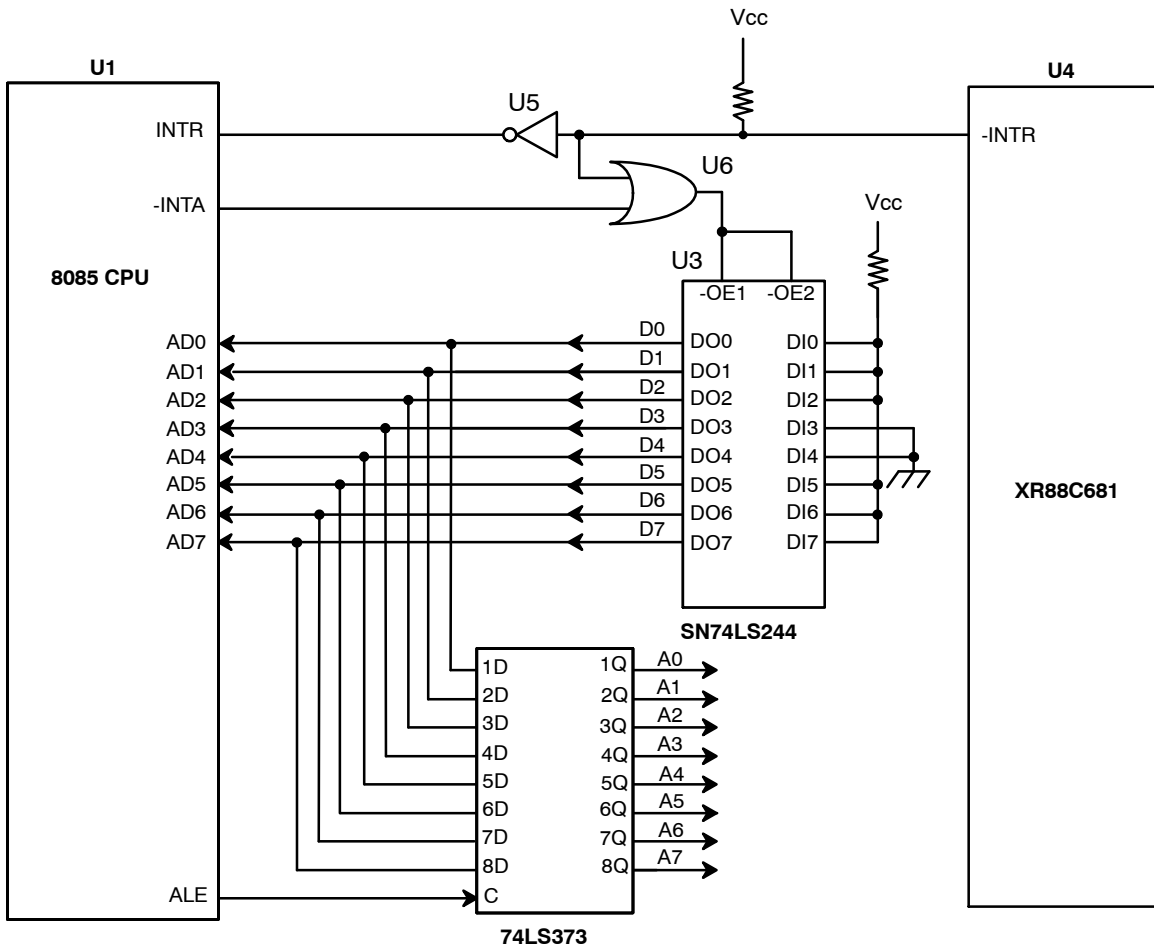 Vcc
U1
U4
U5
INTR
-INTR
U6
Vcc
-INTA
8085 CPU
U3
-OE1 -OE2
AD0 D0 DO0 DI0
AD1 D1 DO1 DI1
AD2 D2 DO2 DI2
AD3 D3 DO3 DI3
AD4 D4 DO4 DI4
AD5 D5 DO5 DI5
XR88C681
AD6 D6 DO6 DI6
AD7 D7 DO7 DI7
SN74LS244
1D 1Q A0
2D 2Q A1
3D 3Q A2
4D 4Q A3
5D 5Q A4
6D 6Q A5
7D 7Q A6
8D 8Q A7
ALE C
74LS373